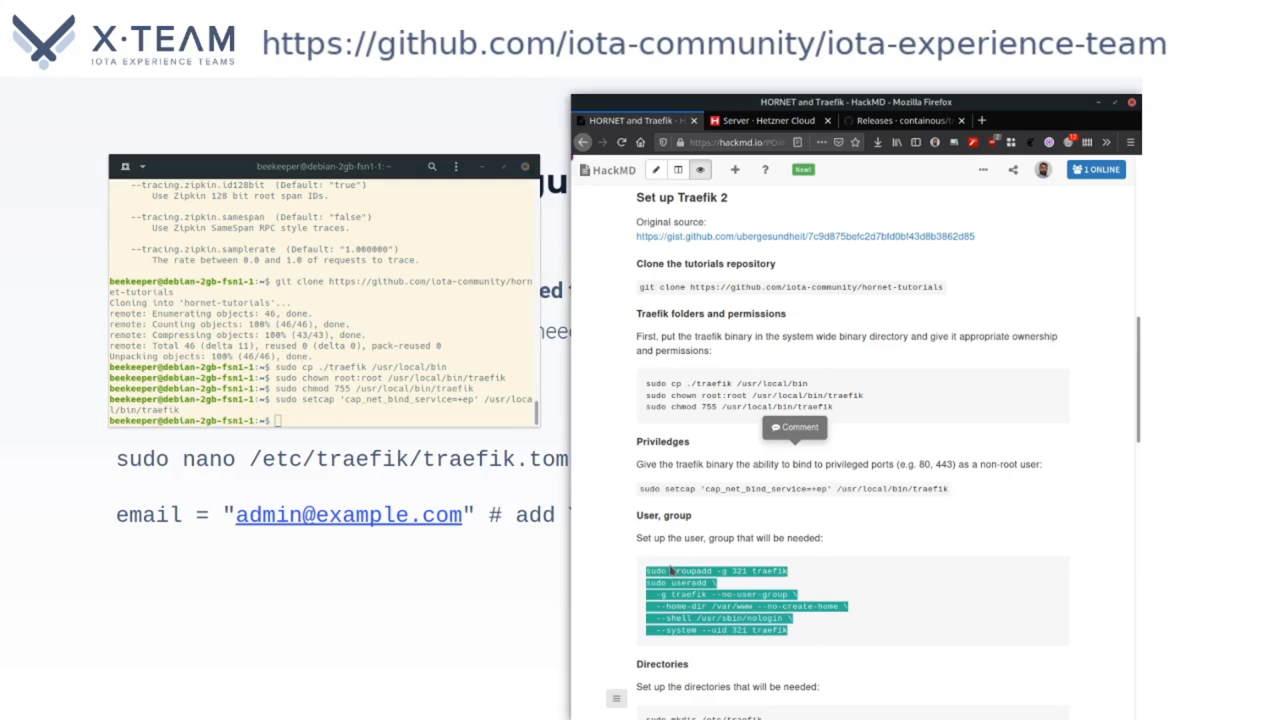 X·TEAM
IOTA EXPERIENCE TEAMS
https://github.com/iota-community/iota-experience-team
beekeeper@debian-2gb-fsn1-1: ~
--tracing.zipkin.id128bit  (Default: "true")
Use Zipkin 128 bit root span IDs.
--tracing.zipkin.samespan  (Default: "false")
Use Zipkin SameSpan RPC style traces.
--tracing.zipkin.samplerate  (Default: "1.000000")
The rate between 0.0 and 1.0 of requests to trace.
beekeeper@debian-2gb-fsn1-1:~$ git clone https://github.com/iota-community/horn
et-tutorials
Cloning into 'hornet-tutorials'...
remote: Enumerating objects: 46, done.
remote: Counting objects: 100% (46/46), done.
remote: Compressing objects: 100% (43/43), done.
remote: Total 46 (delta 11), reused 0 (delta 0), pack-reused 0
Unpacking objects: 100% (46/46), done.
beekeeper@debian-2gb-fsn1-1:~$ sudo cp ./traefik /usr/local/bin
beekeeper@debian-2gb-fsn1-1:~$ sudo chown root:root /usr/local/bin/traefik
beekeeper@debian-2gb-fsn1-1:~$ sudo chmod 755 /usr/local/bin/traefik
beekeeper@debian-2gb-fsn1-1:~$ sudo setcap 'cap_net_bind_service=+ep' /usr/loca
l/bin/traefik
beekeeper@debian-2gb-fsn1-1:~$
gu
ed
nee
sudo nano /etc/traefik/traefik.tom
email = "admin@example.com" # add
HORNET and Traefik - HackMD - Mozilla Firefox
HORNET and Traefik - H
Server · Hetzner Cloud
Releases · containous/t
https://hackmd.io/POx
HackMD
New!
1 ONLINE
Set up Traefik 2
Original source:
https://gist.github.com/ubergesundheit/7c9d875befc2d7bfd0bf43d8b3862d85
Clone the tutorials repository
git clone https://github.com/iota-community/hornet-tutorials
Traefik folders and permissions
First, put the traefik binary in the system wide binary directory and give it appropriate ownership
and permissions:
sudo cp ./traefik /usr/local/bin
sudo chown root:root /usr/local/bin/traefik
sudo chmod 755 /usr/local/bin/traefik
Comment
Priviledges
Give the traefik binary the ability to bind to privileged ports (e.g. 80, 443) as a non-root user:
sudo setcap 'cap_net_bind_service=+ep' /usr/local/bin/traefik
User, group
Set up the user, group that will be needed:
sudo groupadd -g 321 traefik
sudo useradd \
-g traefik --no-user-group \
--home-dir /var/www --no-create-home \
--shell /usr/sbin/nologin \
--system --uid 321 traefik
Directories
Set up the directories that will be needed:
sudo mkdir /etc/traefik